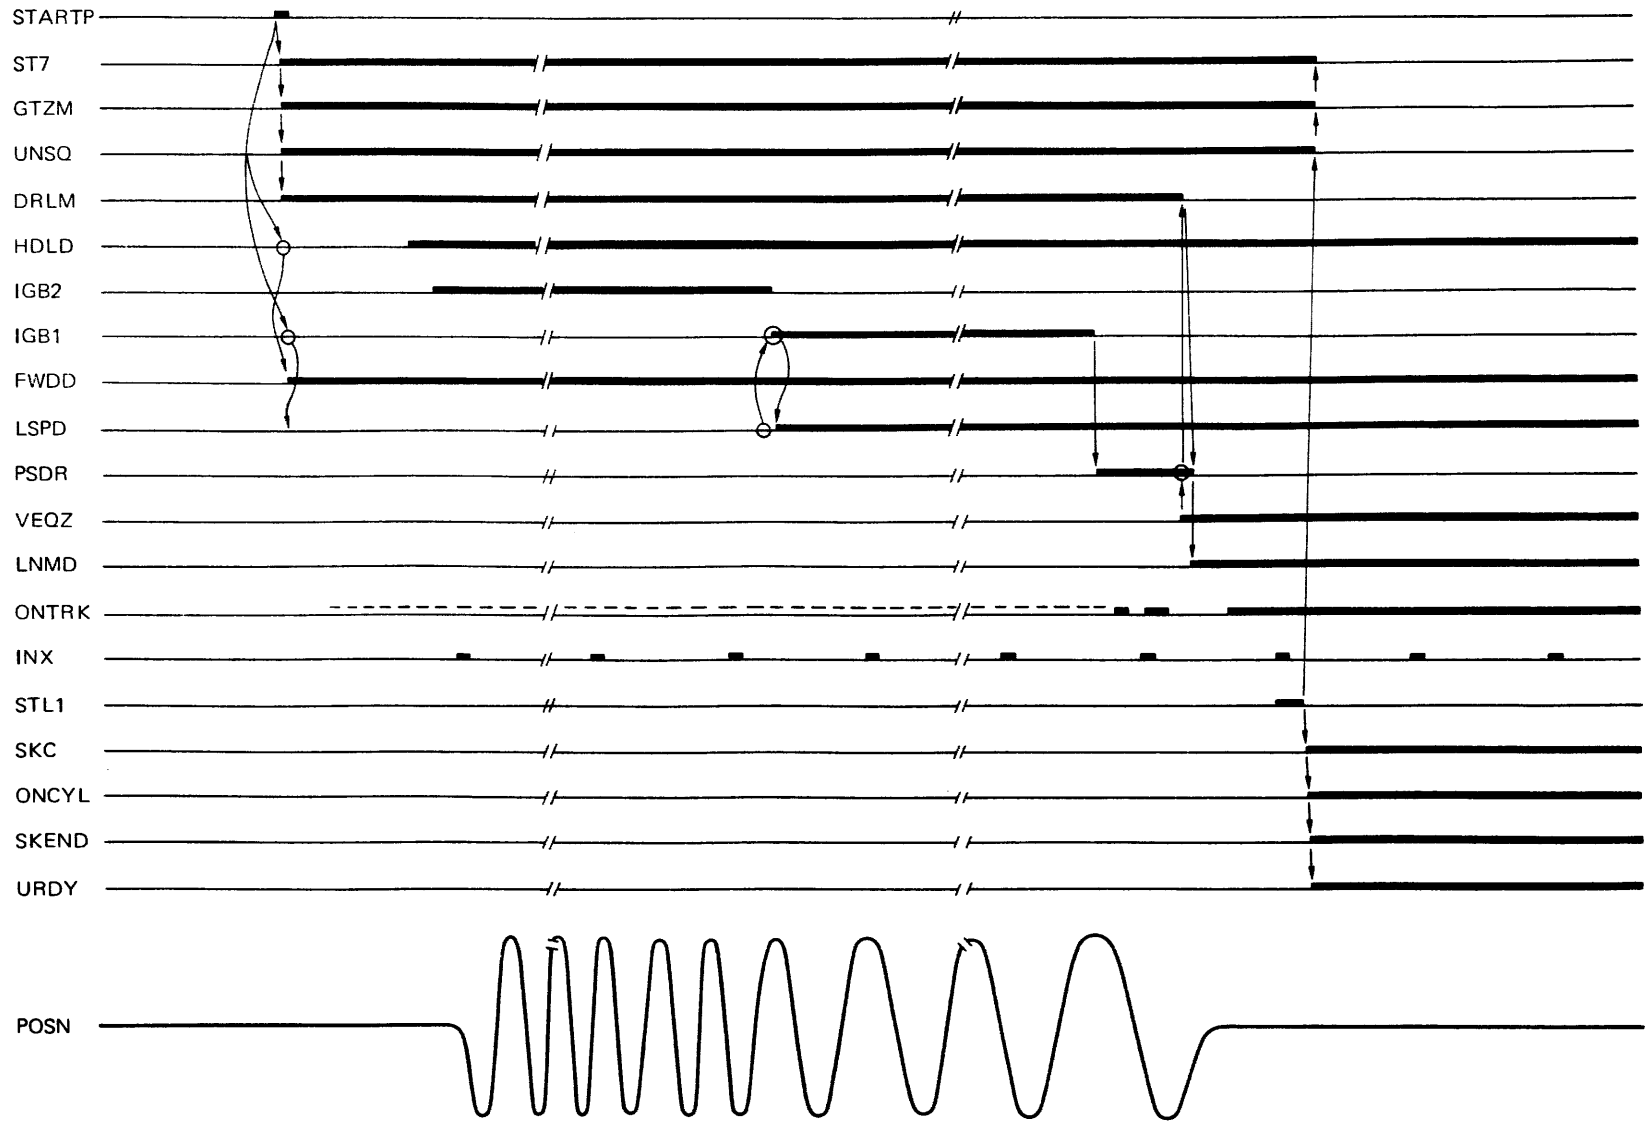 STARTP
ST7
GTZM
UNSQ
DRLM
HDLD
IGB2
IGB1
FWDD
LSPD
PSDR
VEQZ
LNMD
ONTRK
INX
STL1
SKC
ONCYL
SKEND
URDY
POSN